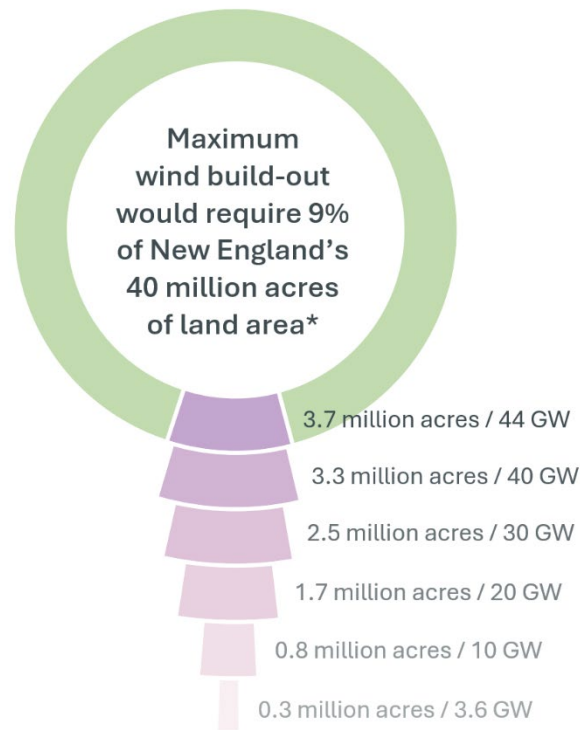 Maximum
wind build-out
would require 9%
of New England's
40 million acres
of land area*
3.7 million acres / 44 GW
3.3 million acres / 40 GW
2.5 million acres / 30 GW
1.7 million acres / 20 GW
0.8 million acres / 10 GW
0.3 million acres / 3.6 GW